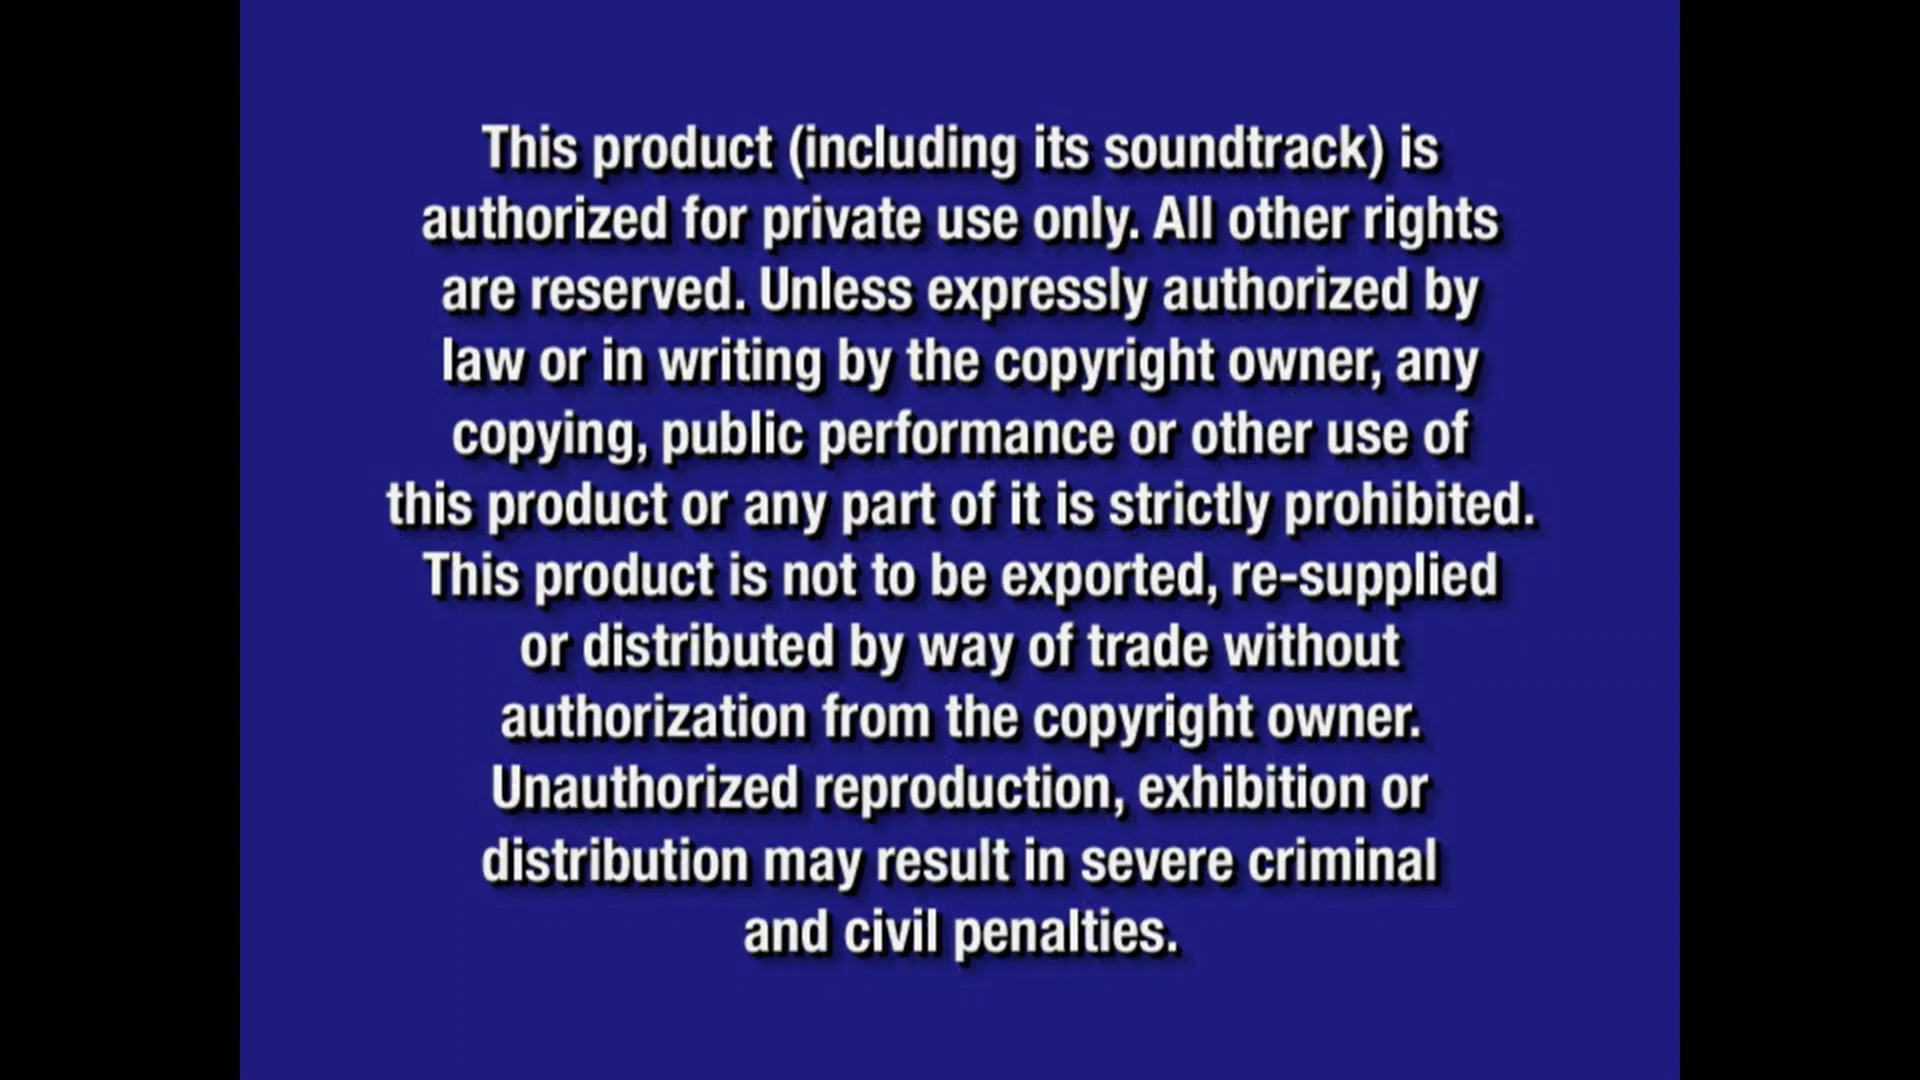 This product (including its soundtrack) is
authorized for private use only. All other rights
are reserved. Unless expressly authorized by
law or in writing by the copyright owner, any
copying, public performance or other use of
this product or any part of it is strictly prohibited.
This product is not to be exported, re-supplied
or distributed by way of trade without
authorization from the copyright owner.
Unauthorized reproduction, exhibition or
distribution may result in severe criminal
and civil penalties.